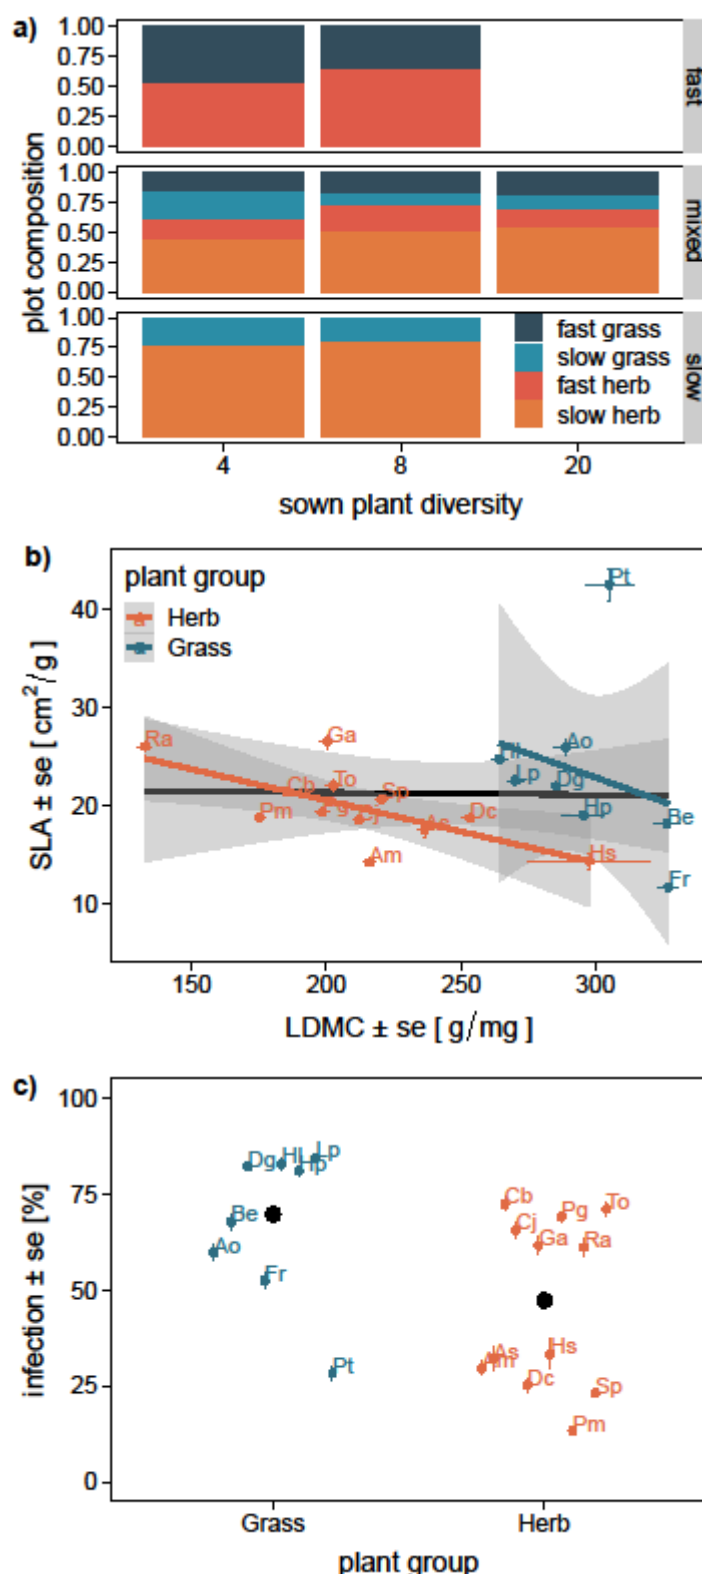 a)
1.00
0.75
0.50
0.25
0.00
fast
1.00
0.75
0.50
0.25
0.00
mixed
1.00
0.75
0.50
0.25
0.00
slow
plot composition
fast grass
slow grass
fast herb
slow herb
4 8 20
sown plant diversity
b)
plant group
Herb
Grass
40
30
20
10
SLA ± se [ cm²/g ]
Pt
Ra
Ga
Ao
Hl
Cb
To
Lp
Dg
Sp
Pm
Pg
Cj
As
Dc
Hp
Be
Am
Hs
Fr
150 200 250 300
LDMC ± se [ g/mg ]
c)
100
75
50
25
0
infection ± se [%]
Dg
Hl
Hp
Lp
Be
Ao
Fr
Pt
Cb
Cj
Pg
To
Ga
Ra
As
Am
Hs
Dc
Sp
Pm
Grass Herb
plant group